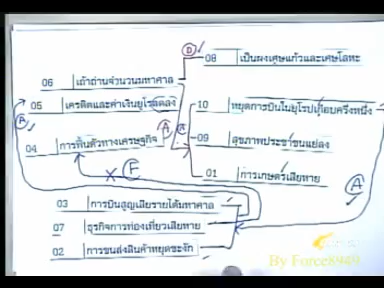 D
08 เป็นผงเศษแก้วและเศษโลหะ
06 เถ้าถ่านจำนวนมหาศาล
05 เครดิตและค่าเงินยูโรลดลง
10 หยุดการบินในยุโรปเกือบครึ่งหนึ่ง
A
04 การฟื้นตัวทางเศรษฐกิจ
A
09 สุขภาพประชาชนแย่ลง
01 การเกษตรเสียหาย
X F
A
03 การบินสูญเสียรายได้มหาศาล
07 ธุรกิจการท่องเที่ยวเสียหาย
02 การขนส่งสินค้าหยุดชะงัก
By Force8949